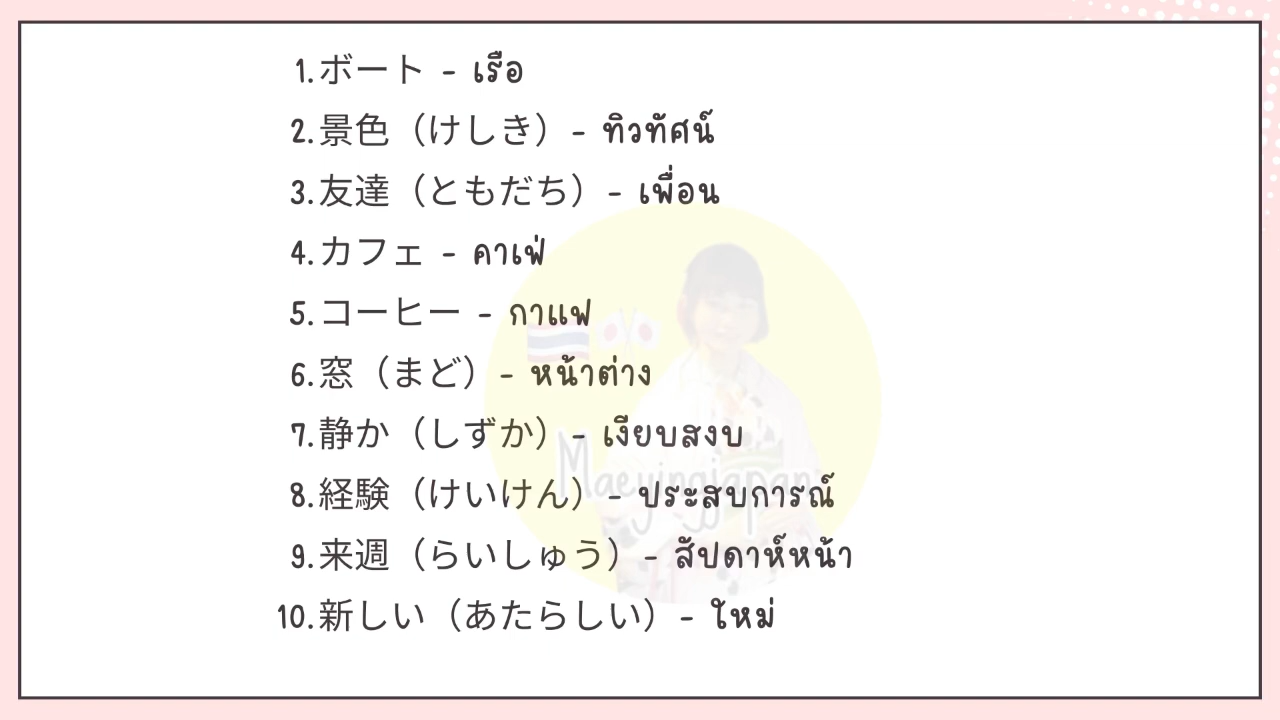 1. ボート - เรือ
2. 景色（けしき）- ทิวทัศน์
3. 友達（ともだち）- เพื่อน
4. カフェ - คาเฟ่
5. コーヒー - กาแฟ
6. 窓（まど）- หน้าต่าง
7. 静か（しずか）- เงียบสงบ
8. 経験（けいけん）- ประสบการณ์
9. 来週（らいしゅう）- สัปดาห์หน้า
10. 新しい（あたらしい）- ใหม่
Maeyingjapan